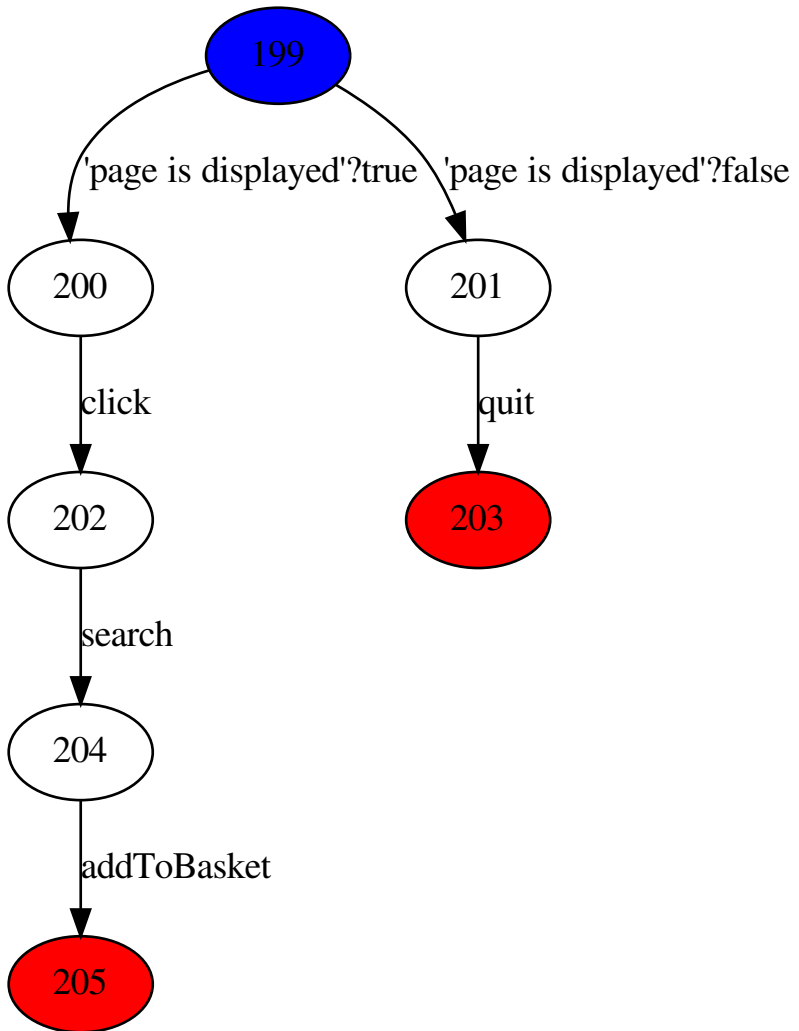 199
'page is displayed'?true 'page is displayed'?false
200 201
click quit
202 203
search
204
addToBasket
205